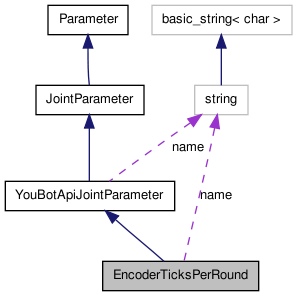 Parameter
basic_string< char >
JointParameter
string
name
YouBotApiJointParameter
name
EncoderTicksPerRound